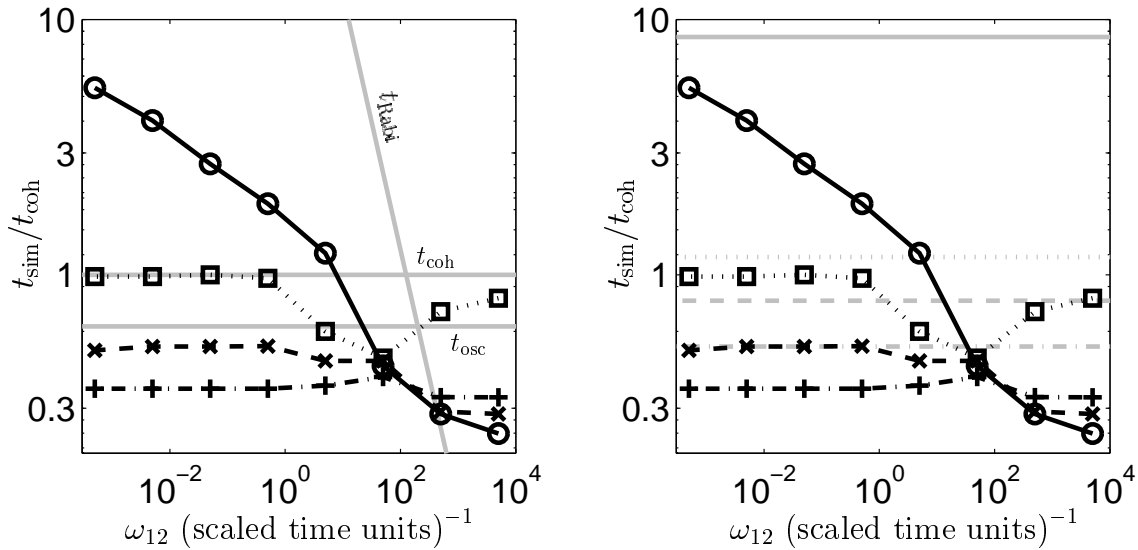 10
3
1
0.3
t_sim/t_coh
t_Rabi
t_coh
t_osc
10^−2 10^0 10^2 10^4
ω_12 (scaled time units)^−1
10
3
1
0.3
t_sim/t_coh
10^−2 10^0 10^2 10^4
ω_12 (scaled time units)^−1